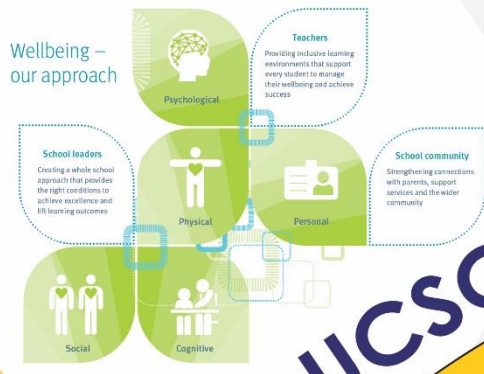 Wellbeing –
our approach
Psychological
Teachers
Providing inclusive learning
environments that support
every student to manage
their wellbeing and achieve
success
School leaders
Creating a whole school
approach that provides
the right conditions to
achieve excellence and
lift learning outcomes
Physical
Personal
School community
Strengthening connections
with parents, support
services and the wider
community
Social
Cognitive